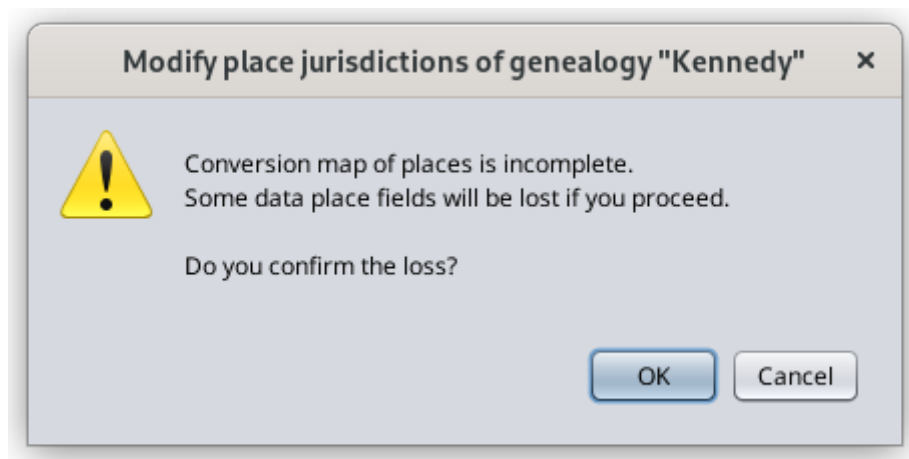 Modify place jurisdictions of genealogy "Kennedy"
Conversion map of places is incomplete.
Some data place fields will be lost if you proceed.
Do you confirm the loss?
OK
Cancel